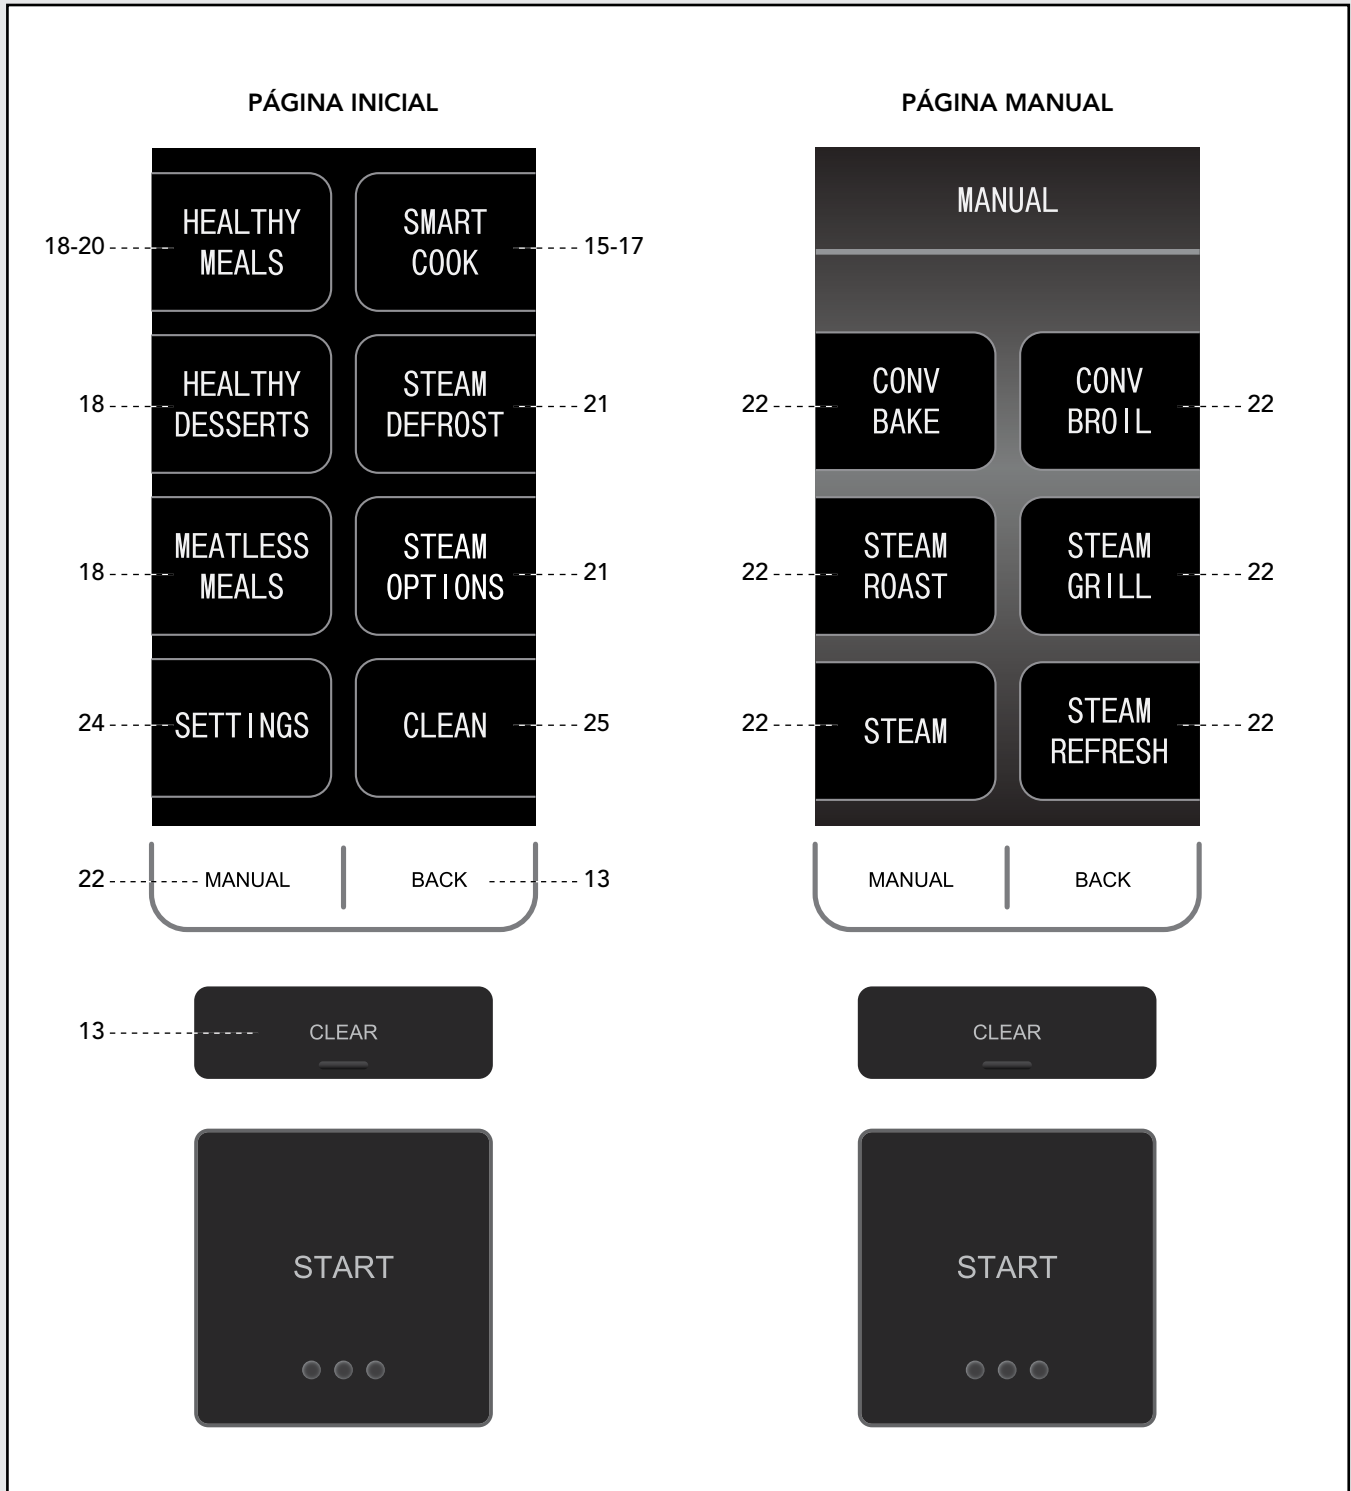 PÁGINA INICIAL
HEALTHY
MEALS
SMART
COOK
18-20
15-17
HEALTHY
DESSERTS
STEAM
DEFROST
18
21
MEATLESS
MEALS
STEAM
OPTIONS
18
21
SETTINGS
CLEAN
24
25
22
MANUAL
BACK
13
13
CLEAR
START
PÁGINA MANUAL
MANUAL
CONV
BAKE
CONV
BROIL
22
22
STEAM
ROAST
STEAM
GRILL
22
22
STEAM
STEAM
REFRESH
22
22
MANUAL
BACK
CLEAR
START